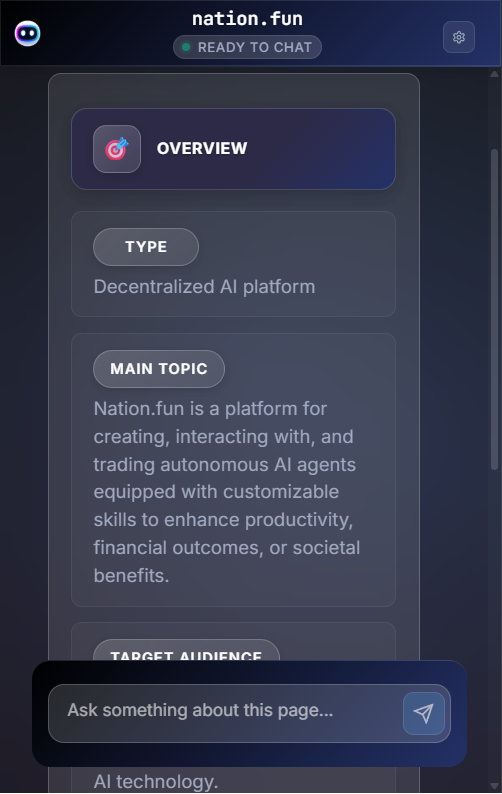 nation.fun
READY TO CHAT
OVERVIEW
TYPE
Decentralized AI platform
MAIN TOPIC
Nation.fun is a platform for
creating, interacting with, and
trading autonomous AI agents
equipped with customizable
skills to enhance productivity,
financial outcomes, or societal
benefits.
TARGET AUDIENCE
Ask something about this page...
AI technology.